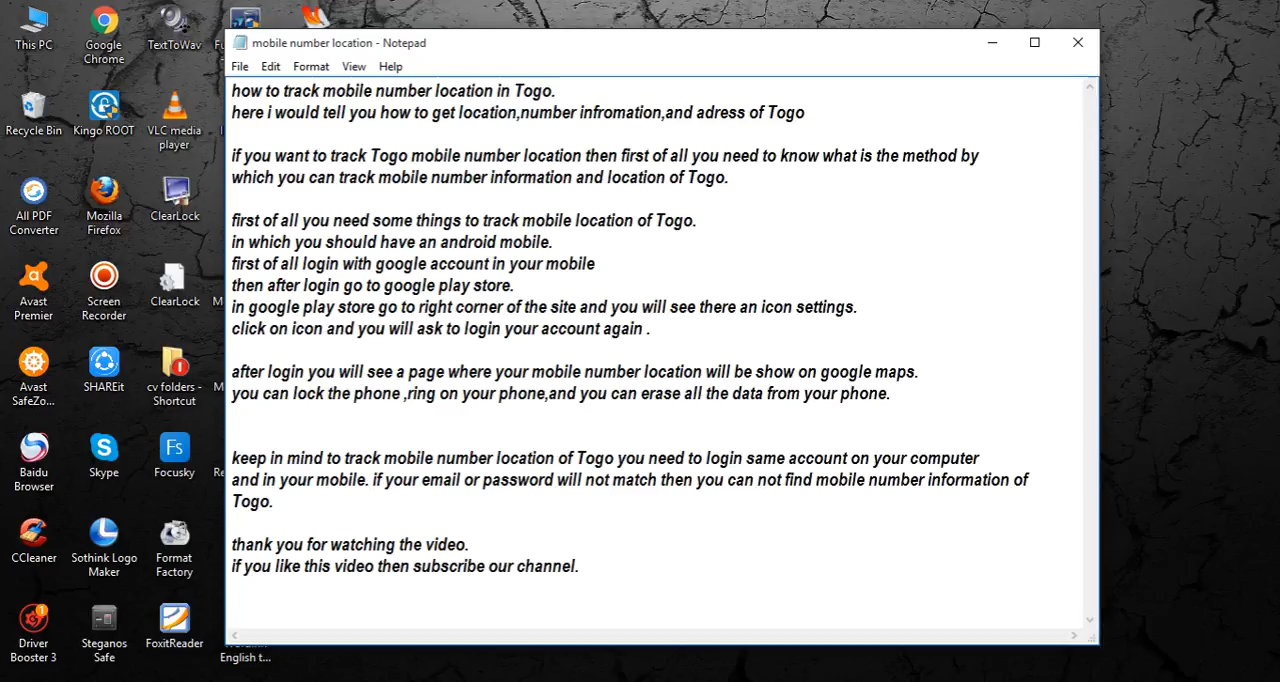 This PC
Google
Chrome
TextToWav
Recycle Bin
Kingo ROOT
VLC media
player
All PDF
Converter
Mozilla
Firefox
ClearLock
Avast
Premier
Screen
Recorder
ClearLock
Avast
SafeZo...
SHAREit
cv folders -
Shortcut
Baidu
Browser
Skype
Fs
Focusky
CCleaner
Sothink Logo
Maker
Format
Factory
Driver
Booster 3
Steganos
Safe
FoxitReader
English t...
mobile number location - Notepad
File Edit Format View Help
how to track mobile number location in Togo.
here i would tell you how to get location,number infromation,and adress of Togo
if you want to track Togo mobile number location then first of all you need to know what is the method by
which you can track mobile number information and location of Togo.
first of all you need some things to track mobile location of Togo.
in which you should have an android mobile.
first of all login with google account in your mobile
then after login go to google play store.
in google play store go to right corner of the site and you will see there an icon settings.
click on icon and you will ask to login your account again .
after login you will see a page where your mobile number location will be show on google maps.
you can lock the phone ,ring on your phone,and you can erase all the data from your phone.
keep in mind to track mobile number location of Togo you need to login same account on your computer
and in your mobile. if your email or password will not match then you can not find mobile number information of
Togo.
thank you for watching the video.
if you like this video then subscribe our channel.